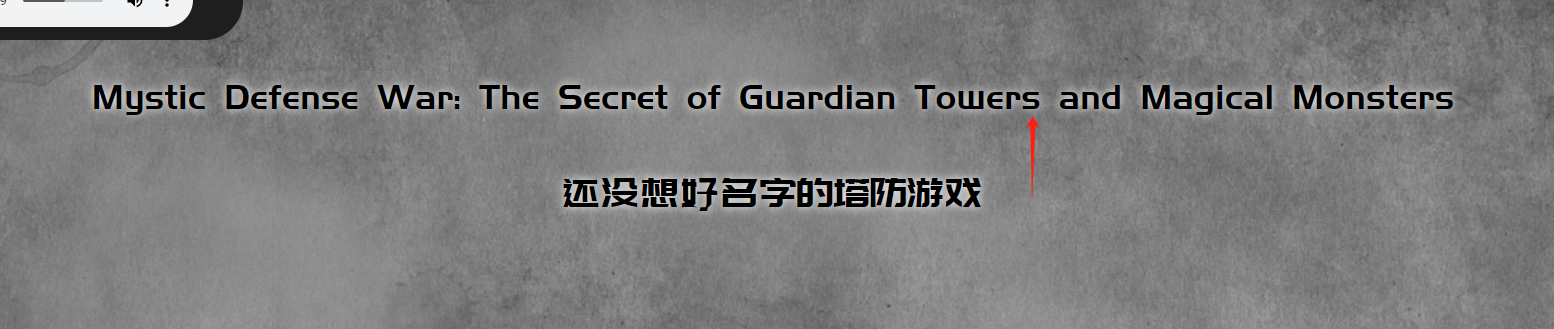 9
Mystic Defense War: The Secret of Guardian Towers and Magical Monsters
还没想好名字的塔防游戏